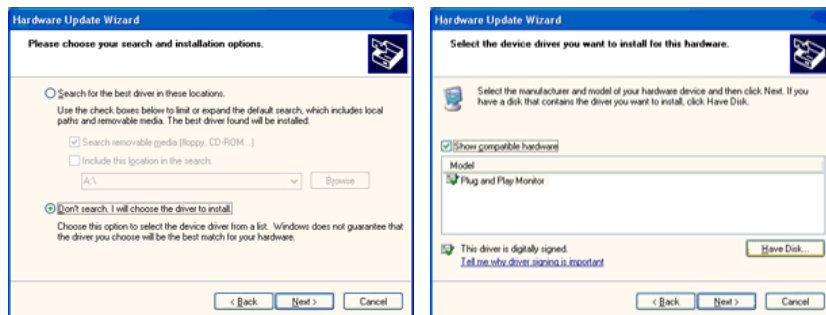 Hardware Update Wizard
Please choose your search and installation options.
Search for the best driver in these locations.
Use the check boxes below to limit or expand the default search, which includes local
paths and removable media. The best driver found will be installed.
Search removable media (floppy, CD-ROM...)
Include this location in the search:
A:\
Browse
Don't search. I will choose the driver to install.
Choose this option to select the device driver from a list. Windows does not guarantee that
the driver you choose will be the best match for your hardware.
< Back
Next >
Cancel
Hardware Update Wizard
Select the device driver you want to install for this hardware.
Select the manufacturer and model of your hardware device and then click Next. If you
have a disk that contains the driver you want to install, click Have Disk.
Show compatible hardware
Model
Plug and Play Monitor
This driver is digitally signed.
Tell me why driver signing is important
Have Disk...
< Back
Next >
Cancel